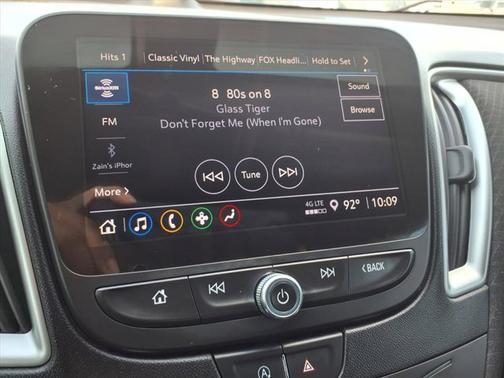 Hits 1
Classic Vinyl
The Highway
FOX Headli...
Hold to Set
SiriusXM
8 80s on 8
Sound
Glass Tiger
Browse
FM
Don't Forget Me (When I'm Gone)
Zain's iPhor
Tune
More
4G LTE
92°
10:09
BACK
A